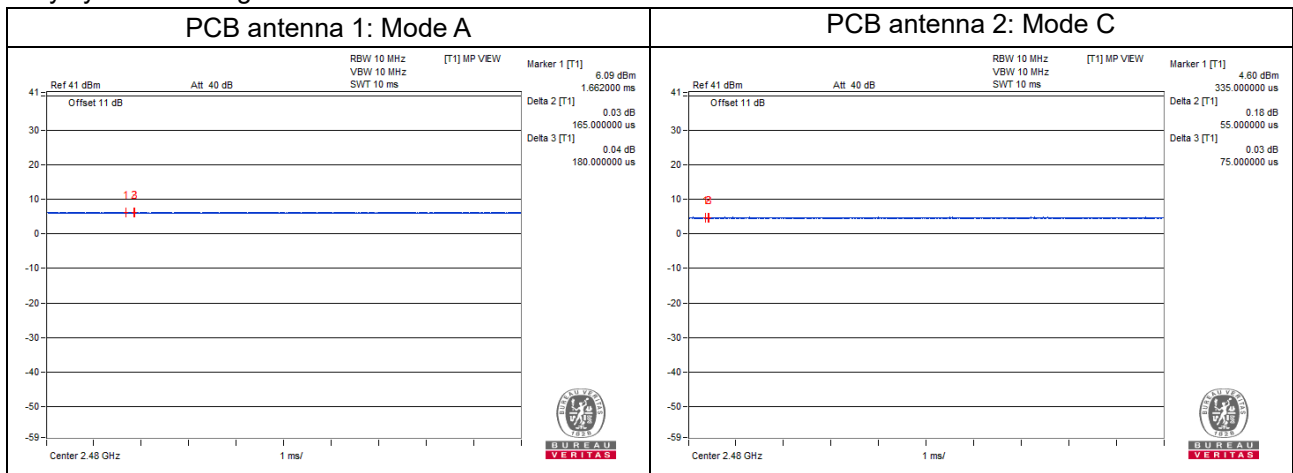 PCB antenna 1: Mode A
RBW 10 MHz [T1] MP VIEW
VBW 10 MHz
Ref 41 dBm Att 40 dB SWT 10 ms
Offset 11 dB
Marker 1 [T1]
6.09 dBm
1.662000 ms
Delta 2 [T1]
0.03 dB
165.000000 us
Delta 3 [T1]
0.04 dB
180.000000 us
41
30
20
10
0
-10
-20
-30
-40
-50
-59
1
Center 2.48 GHz 1 ms/
BUREAU VERITAS
1828
BUREAU
VERITAS
PCB antenna 2: Mode C
RBW 10 MHz [T1] MP VIEW
VBW 10 MHz
Ref 41 dBm Att 40 dB SWT 10 ms
Offset 11 dB
Marker 1 [T1]
4.60 dBm
335.000000 us
Delta 2 [T1]
0.18 dB
55.000000 us
Delta 3 [T1]
0.03 dB
75.000000 us
41
30
20
10
0
-10
-20
-30
-40
-50
-59
Center 2.48 GHz 1 ms/
BUREAU VERITAS
1828
BUREAU
VERITAS